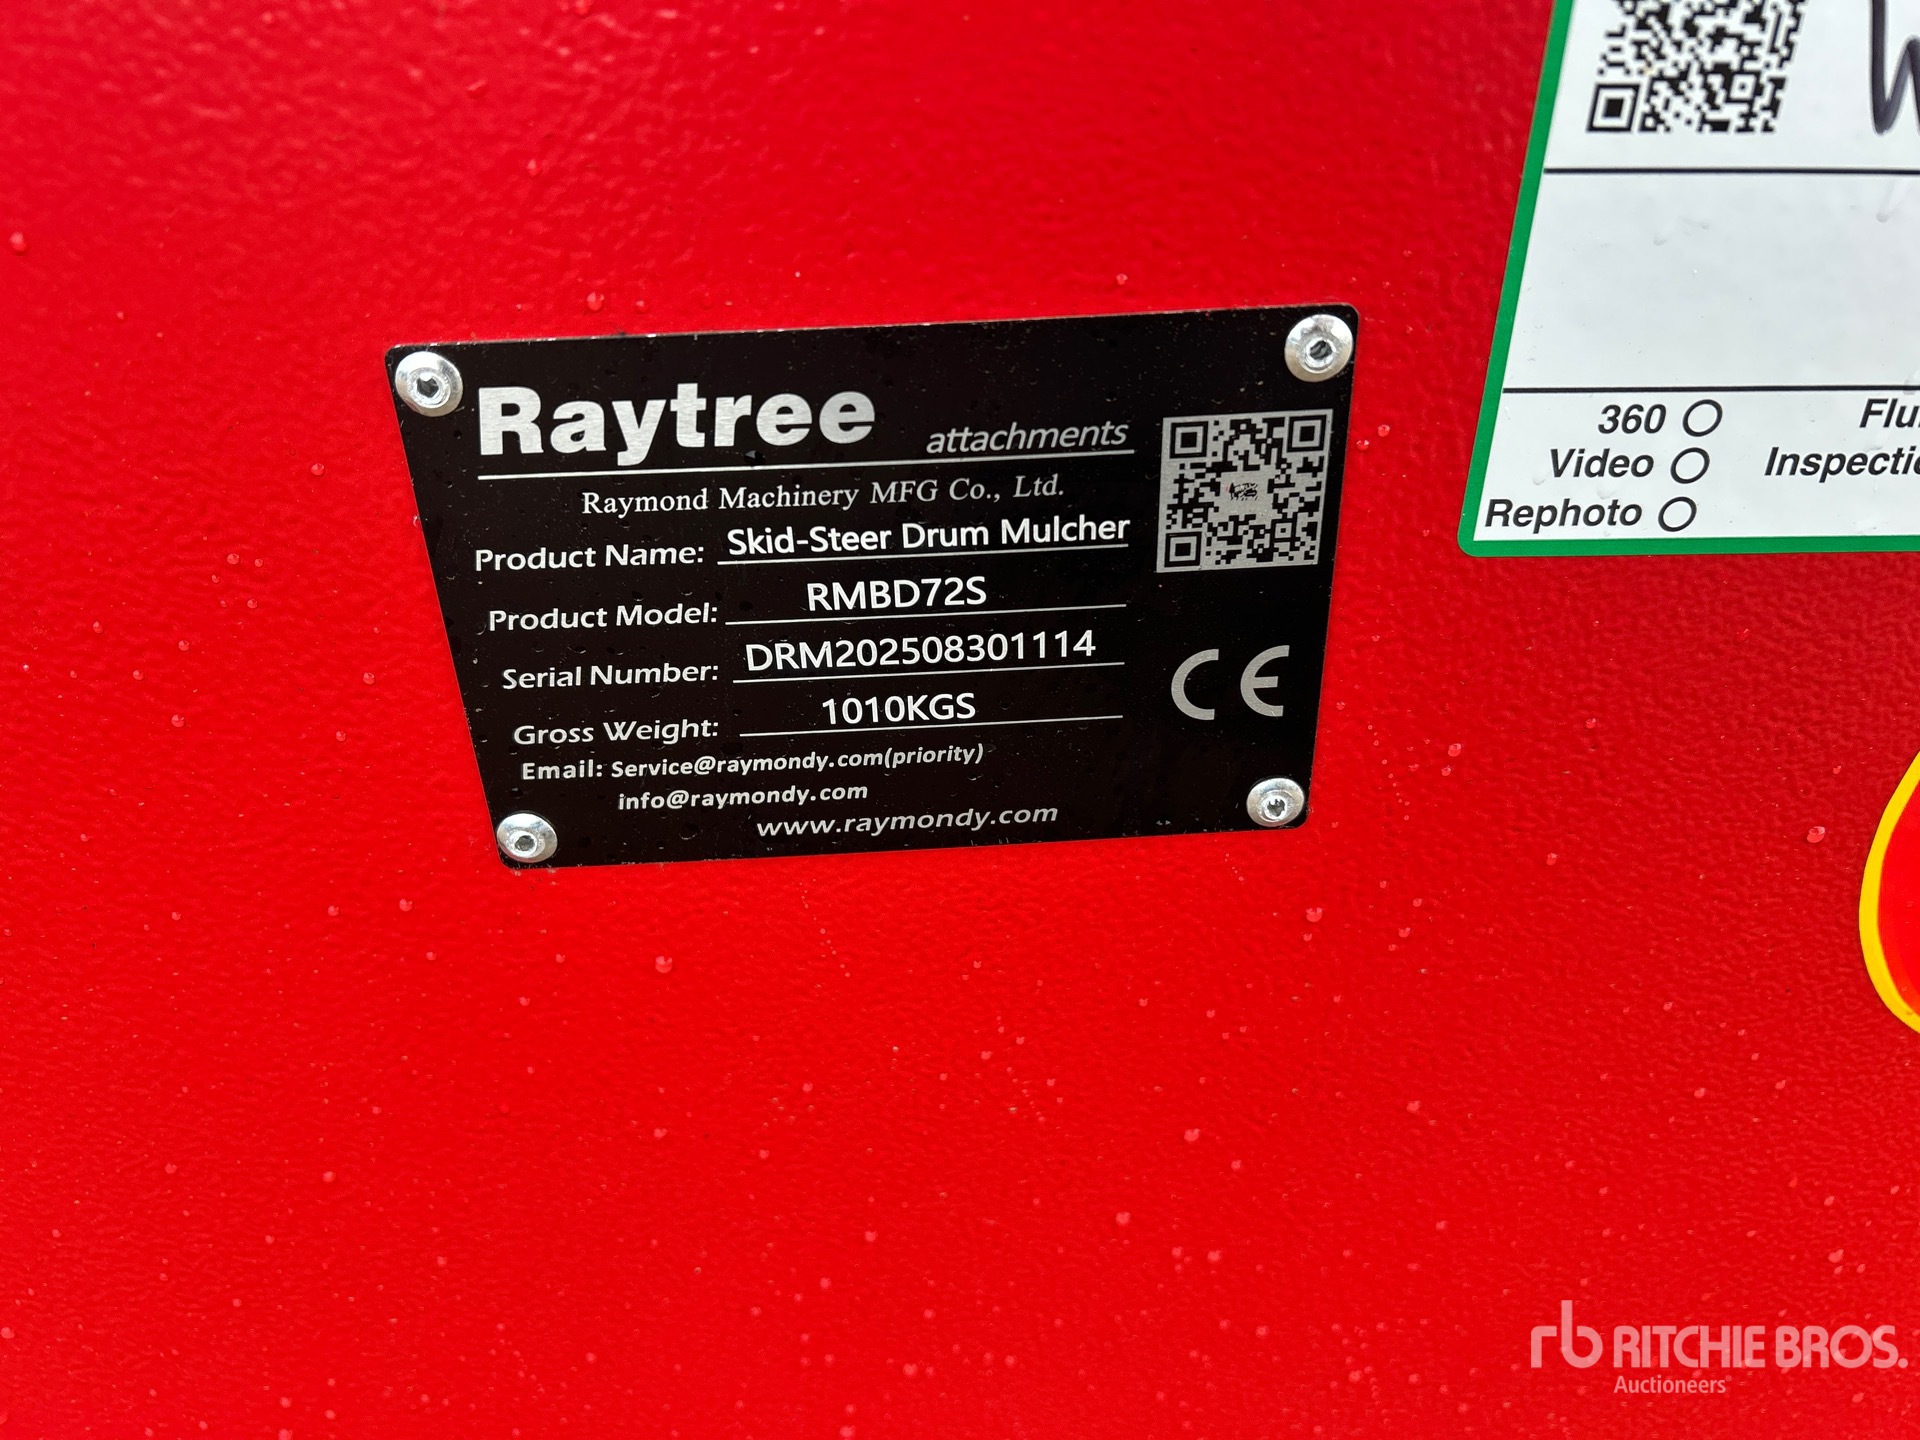 Raytree attachments
Raymond Machinery MFG Co., Ltd.
Product Name: Skid-Steer Drum Mulcher
Product Model: RMBD72S
Serial Number: DRM202508301114
Gross Weight: 1010KGS
Email: Service@raymondy.com(priority)
info@raymondy.com
www.raymondy.com
CE
360
Video
Rephoto
rb RITCHIE BROS.
Auctioneers